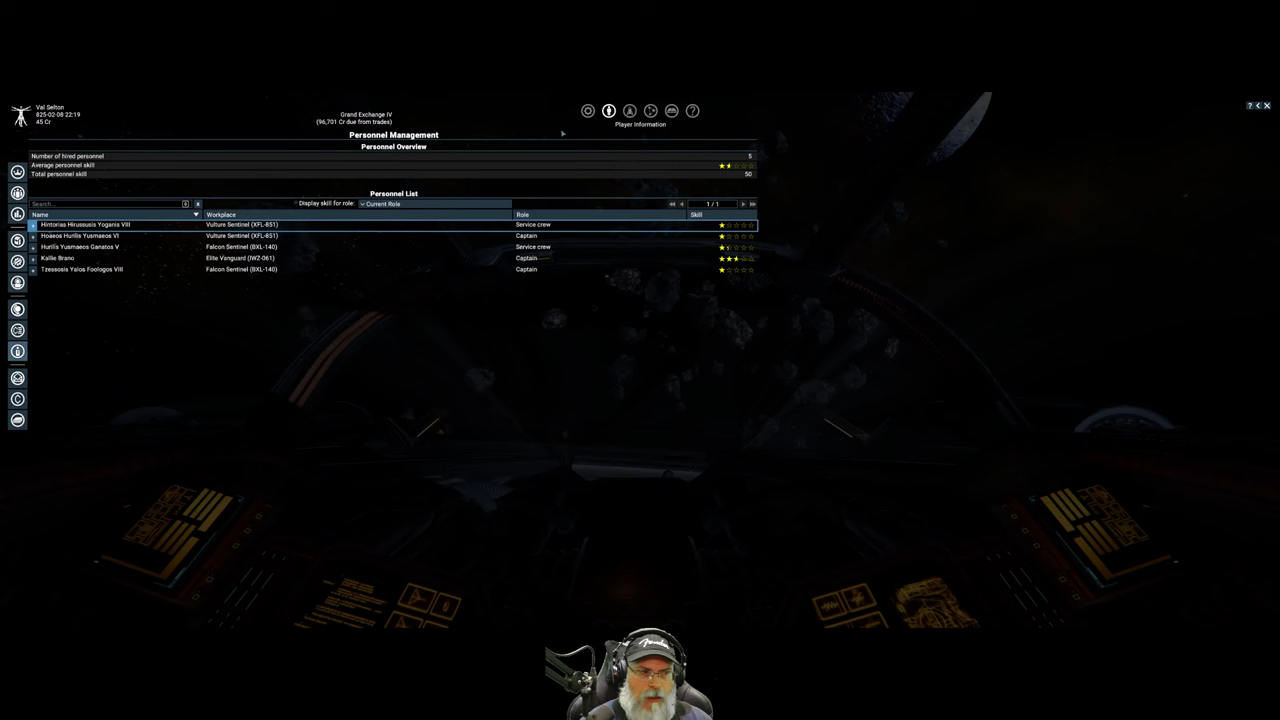 Val Selton
825-02-08 22:19
45 Cr
Grand Exchange IV
(96,701 Cr due from trades)
Player Information
? < X
Personnel Management
Personnel Overview
Number of hired personnel 5
Average personnel skill
Total personnel skill 50
Personnel List
Search... x Display skill for role: Current Role 1 / 1
Name Workplace Role Skill
Hintorias Hirussusis Yoganis VIII Vulture Sentinel (XFL-851) Service crew
Hoaeos Hurilis Yusmaeos VI Vulture Sentinel (XFL-851) Captain
Hurilis Yusmaeos Ganatos V Falcon Sentinel (BXL-140) Service crew
Kallie Brano Elite Vanguard (IWZ-061) Captain
Tzessosis Yalos Foologos VIII Falcon Sentinel (BXL-140) Captain
Fender